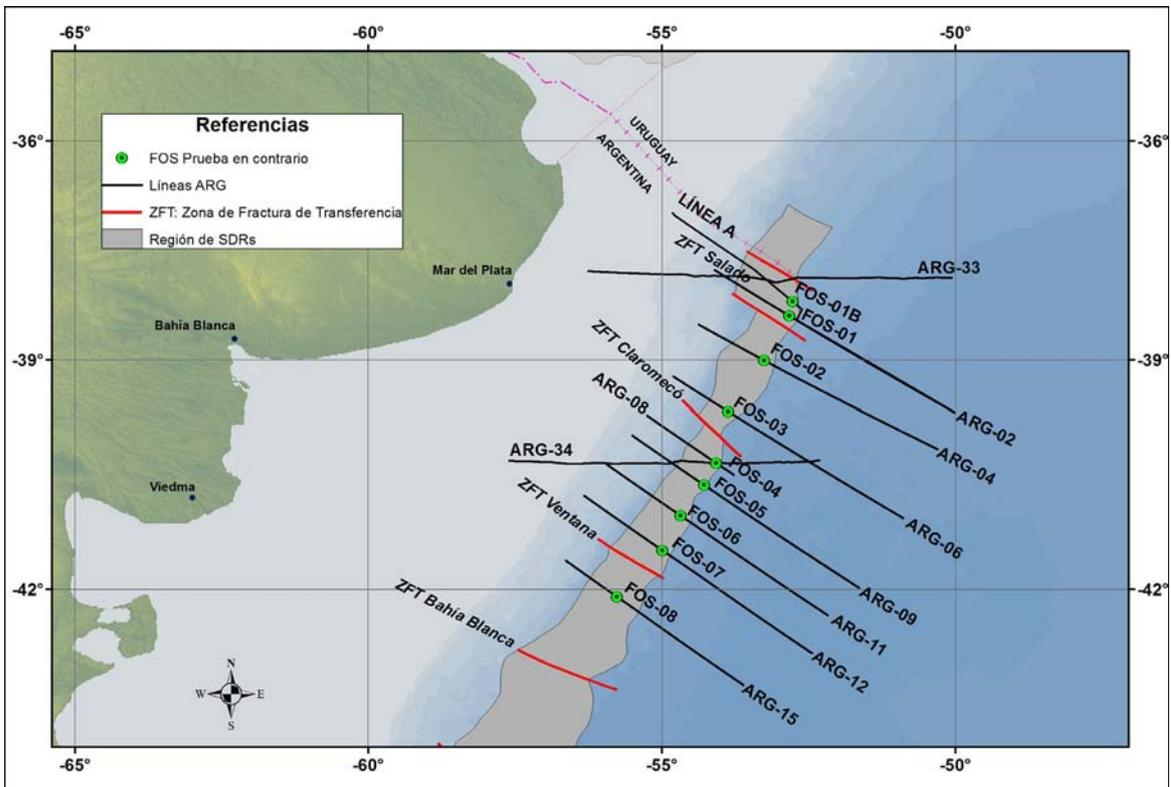 -65°
-60°
-55°
-50°
-36°
-36°
Referencias
FOS Prueba en contrario
Líneas ARG
ZFT: Zona de Fractura de Transferencia
Región de SDRs
URUGUAY
ARGENTINA
LÍNEA A
ZFT Salado
ARG-33
Mar del Plata
FOS-01B
FOS-01
Bahía Blanca
ZFT Claromecó
FOS-02
-39°
-39°
ARG-08
FOS-03
ARG-02
ARG-34
ARG-04
FOS-04
FOS-05
Viedma
ZFT Ventana
FOS-06
ARG-06
FOS-07
-42°
-42°
ZFT Bahía Blanca
FOS-08
ARG-09
ARG-11
ARG-12
ARG-15
N
W
E
S
-65°
-60°
-55°
-50°